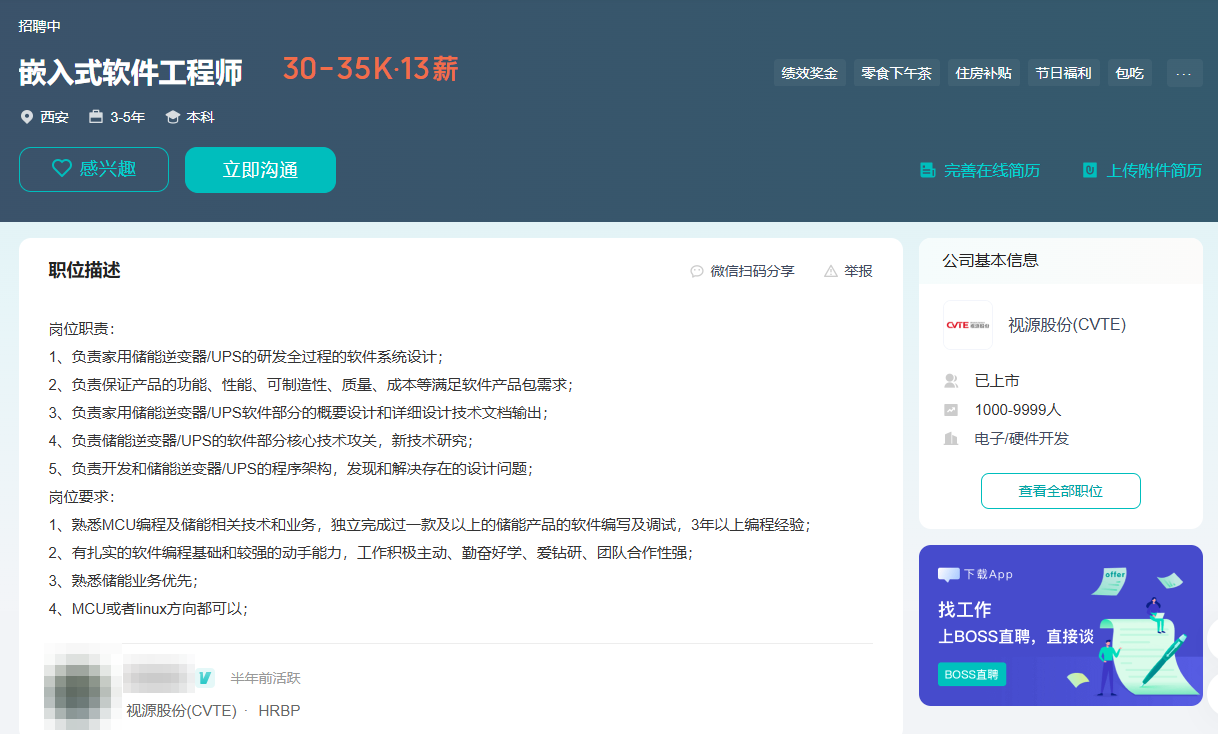 招聘中
嵌入式软件工程师 30-35K·13薪
绩效奖金 零食下午茶 住房补贴 节日福利 包吃 ...
西安 3-5年 本科
感兴趣 立即沟通
完善在线简历 上传附件简历
职位描述
微信扫码分享 举报
岗位职责：
1、负责家用储能逆变器/UPS的研发全过程的软件系统设计；
2、负责保证产品的功能、性能、可制造性、质量、成本等满足软件产品包需求；
3、负责家用储能逆变器/UPS软件部分的概要设计和详细设计技术文档输出；
4、负责储能逆变器/UPS的软件部分核心技术攻关，新技术研究；
5、负责开发和储能逆变器/UPS的程序架构，发现和解决存在的设计问题；
岗位要求：
1、熟悉MCU编程及储能相关技术和业务，独立完成过一款及以上的储能产品的软件编写及调试，3年以上编程经验；
2、有扎实的软件编程基础和较强的动手能力，工作积极主动、勤奋好学、爱钻研、团队合作性强；
3、熟悉储能业务优先；
4、MCU或者linux方向都可以；
半年前活跃
视源股份(CVTE) · HRBP
公司基本信息
CVTE
视源股份(CVTE)
已上市
1000-9999人
电子/硬件开发
查看全部职位
下载App
offer
找工作
上BOSS直聘，直接谈
BOSS直聘